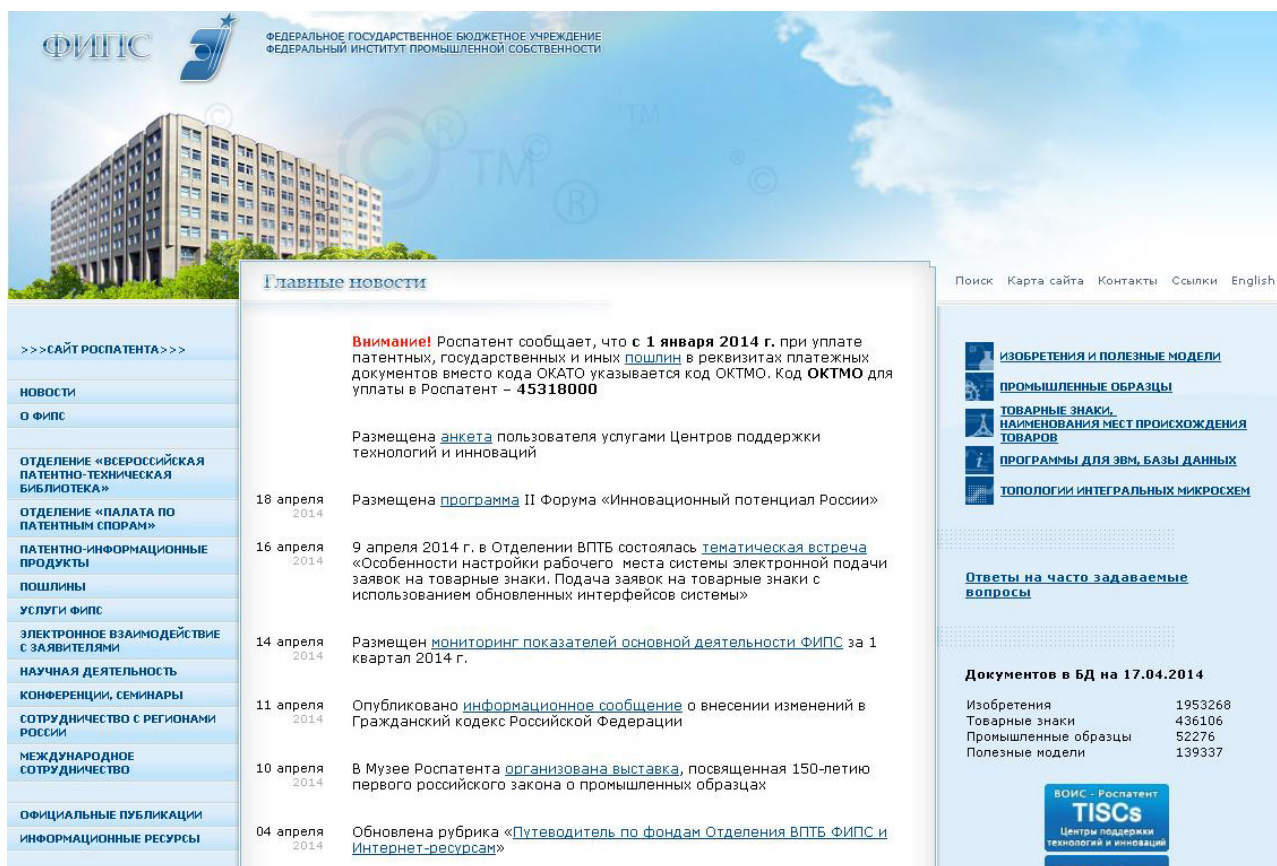 ФИПС
ФЕДЕРАЛЬНОЕ ГОСУДАРСТВЕННОЕ БЮДЖЕТНОЕ УЧРЕЖДЕНИЕ
ФЕДЕРАЛЬНЫЙ ИНСТИТУТ ПРОМЫШЛЕННОЙ СОБСТВЕННОСТИ
© ® TM © TM ® ® ® ©
Поиск Карта сайта Контакты Ссылки English
>>>САЙТ РОСПАТЕНТА>>>
НОВОСТИ
О ФИПС
ОТДЕЛЕНИЕ «ВСЕРОССИЙСКАЯ
ПАТЕНТНО-ТЕХНИЧЕСКАЯ
БИБЛИОТЕКА»
ОТДЕЛЕНИЕ «ПАЛАТА ПО
ПАТЕНТНЫМ СПОРАМ»
ПАТЕНТНО-ИНФОРМАЦИОННЫЕ
ПРОДУКТЫ
ПОШЛИНЫ
УСЛУГИ ФИПС
ЭЛЕКТРОННОЕ ВЗАИМОДЕЙСТВИЕ
С ЗАЯВИТЕЛЯМИ
НАУЧНАЯ ДЕЯТЕЛЬНОСТЬ
КОНФЕРЕНЦИИ, СЕМИНАРЫ
СОТРУДНИЧЕСТВО С РЕГИОНАМИ
РОССИИ
МЕЖДУНАРОДНОЕ
СОТРУДНИЧЕСТВО
ОФИЦИАЛЬНЫЕ ПУБЛИКАЦИИ
ИНФОРМАЦИОННЫЕ РЕСУРСЫ
Главные новости
Внимание! Роспатент сообщает, что с 1 января 2014 г. при уплате
патентных, государственных и иных пошлин в реквизитах платежных
документов вместо кода ОКАТО указывается код ОКТМО. Код ОКТМО для
уплаты в Роспатент – 45318000
Размещена анкета пользователя услугами Центров поддержки
технологий и инноваций
18 апреля
2014
Размещена программа II Форума «Инновационный потенциал России»
16 апреля
2014
9 апреля 2014 г. в Отделении ВПТБ состоялась тематическая встреча
«Особенности настройки рабочего места системы электронной подачи
заявок на товарные знаки. Подача заявок на товарные знаки с
использованием обновленных интерфейсов системы»
14 апреля
2014
Размещен мониторинг показателей основной деятельности ФИПС за 1
квартал 2014 г.
11 апреля
2014
Опубликовано информационное сообщение о внесении изменений в
Гражданский кодекс Российской Федерации
10 апреля
2014
В Музее Роспатента организована выставка, посвященная 150-летию
первого российского закона о промышленных образцах
04 апреля
2014
Обновлена рубрика «Путеводитель по фондам Отделения ВПТБ ФИПС и
Интернет-ресурсам»
ИЗОБРЕТЕНИЯ И ПОЛЕЗНЫЕ МОДЕЛИ
ПРОМЫШЛЕННЫЕ ОБРАЗЦЫ
ТОВАРНЫЕ ЗНАКИ,
НАИМЕНОВАНИЯ МЕСТ ПРОИСХОЖДЕНИЯ
ТОВАРОВ
ПРОГРАММЫ ДЛЯ ЭВМ, БАЗЫ ДАННЫХ
ТОПОЛОГИИ ИНТЕГРАЛЬНЫХ МИКРОСХЕМ
Ответы на часто задаваемые
вопросы
Документов в БД на 17.04.2014
Изобретения 1953268
Товарные знаки 436106
Промышленные образцы 52276
Полезные модели 139337
ВОИС - Роспатент
TISCs
Центры поддержки
технологий и инноваций